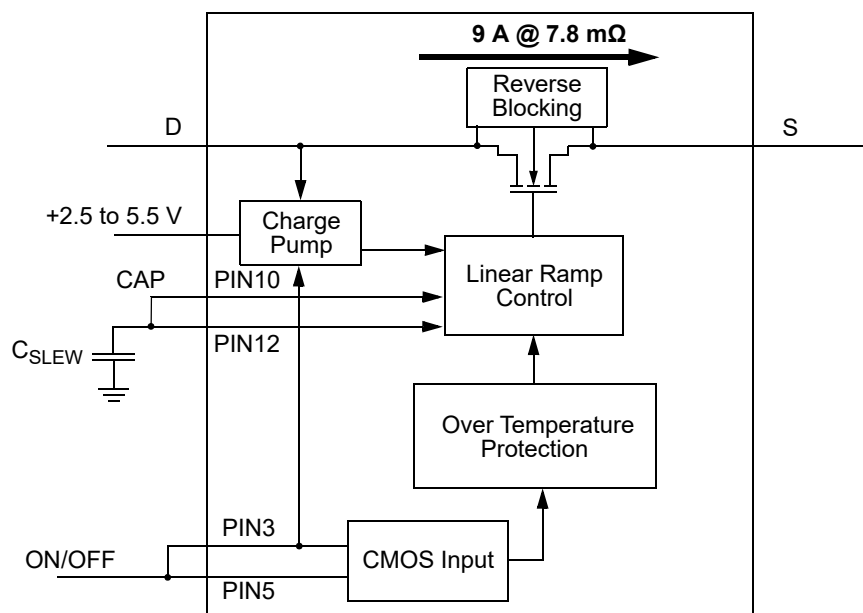 9 A @ 7.8 mΩ
Reverse
Blocking
D
S
+2.5 to 5.5 V
Charge
Pump
Linear Ramp
Control
CAP
PIN10
PIN12
CSLEW
Over Temperature
Protection
PIN3
ON/OFF
CMOS Input
PIN5